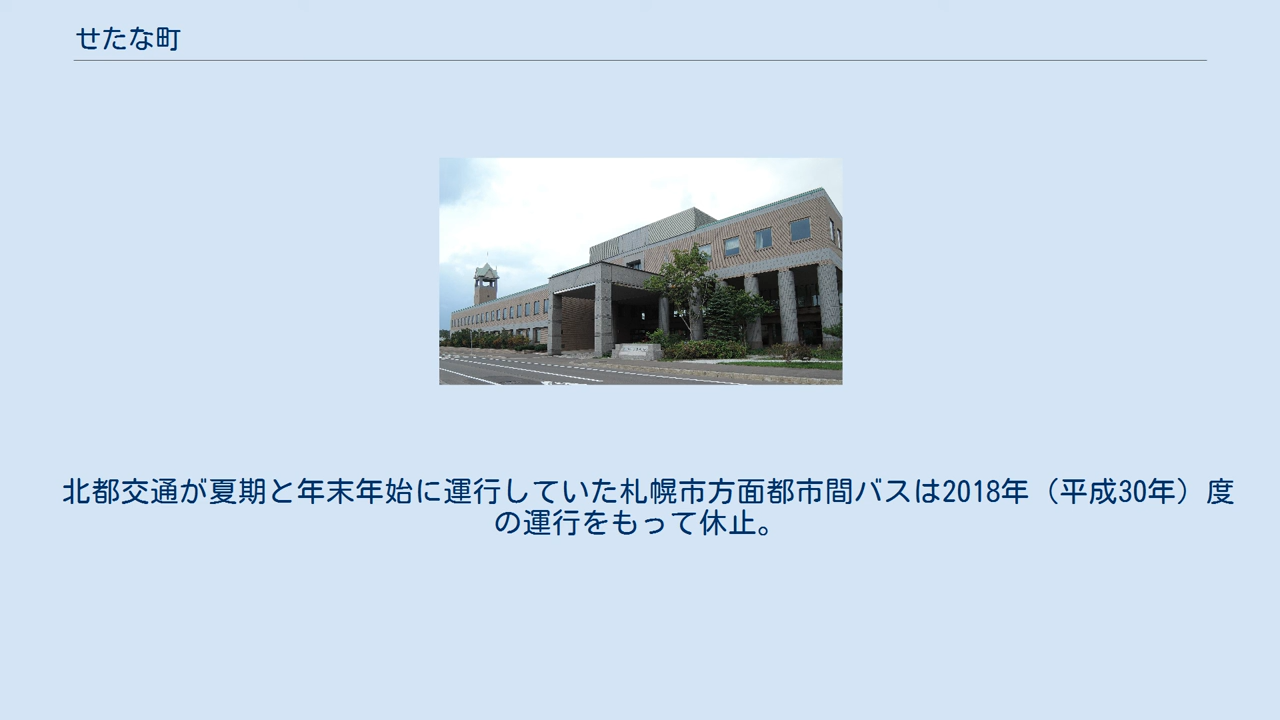 せたな町
北都交通が夏期と年末年始に運行していた札幌市方面都市間バスは2018年（平成30年）度
の運行をもって休止。